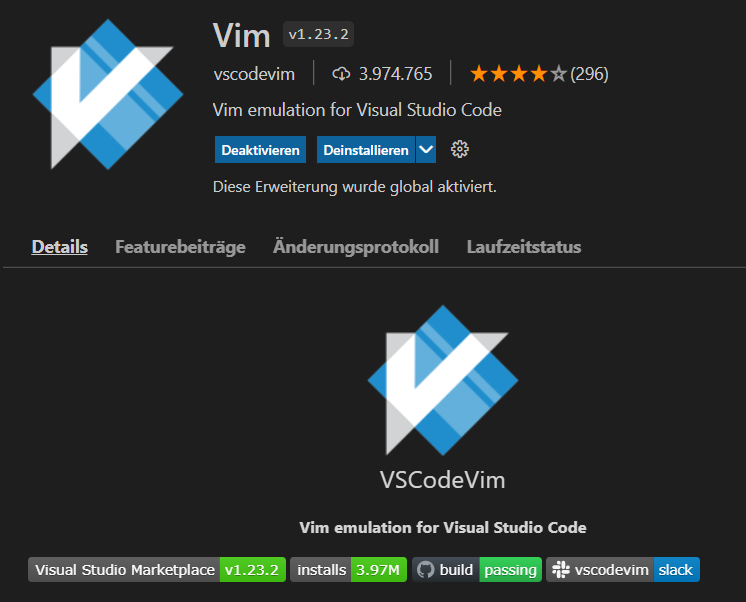 Vim v1.23.2
vscodevim 3.974.765 (296)
Vim emulation for Visual Studio Code
Deaktivieren Deinstallieren
Diese Erweiterung wurde global aktiviert.
Details Featurebeiträge Änderungsprotokoll Laufzeitstatus
VSCodeVim
Vim emulation for Visual Studio Code
Visual Studio Marketplace v1.23.2 installs 3.97M build passing vscodevim slack